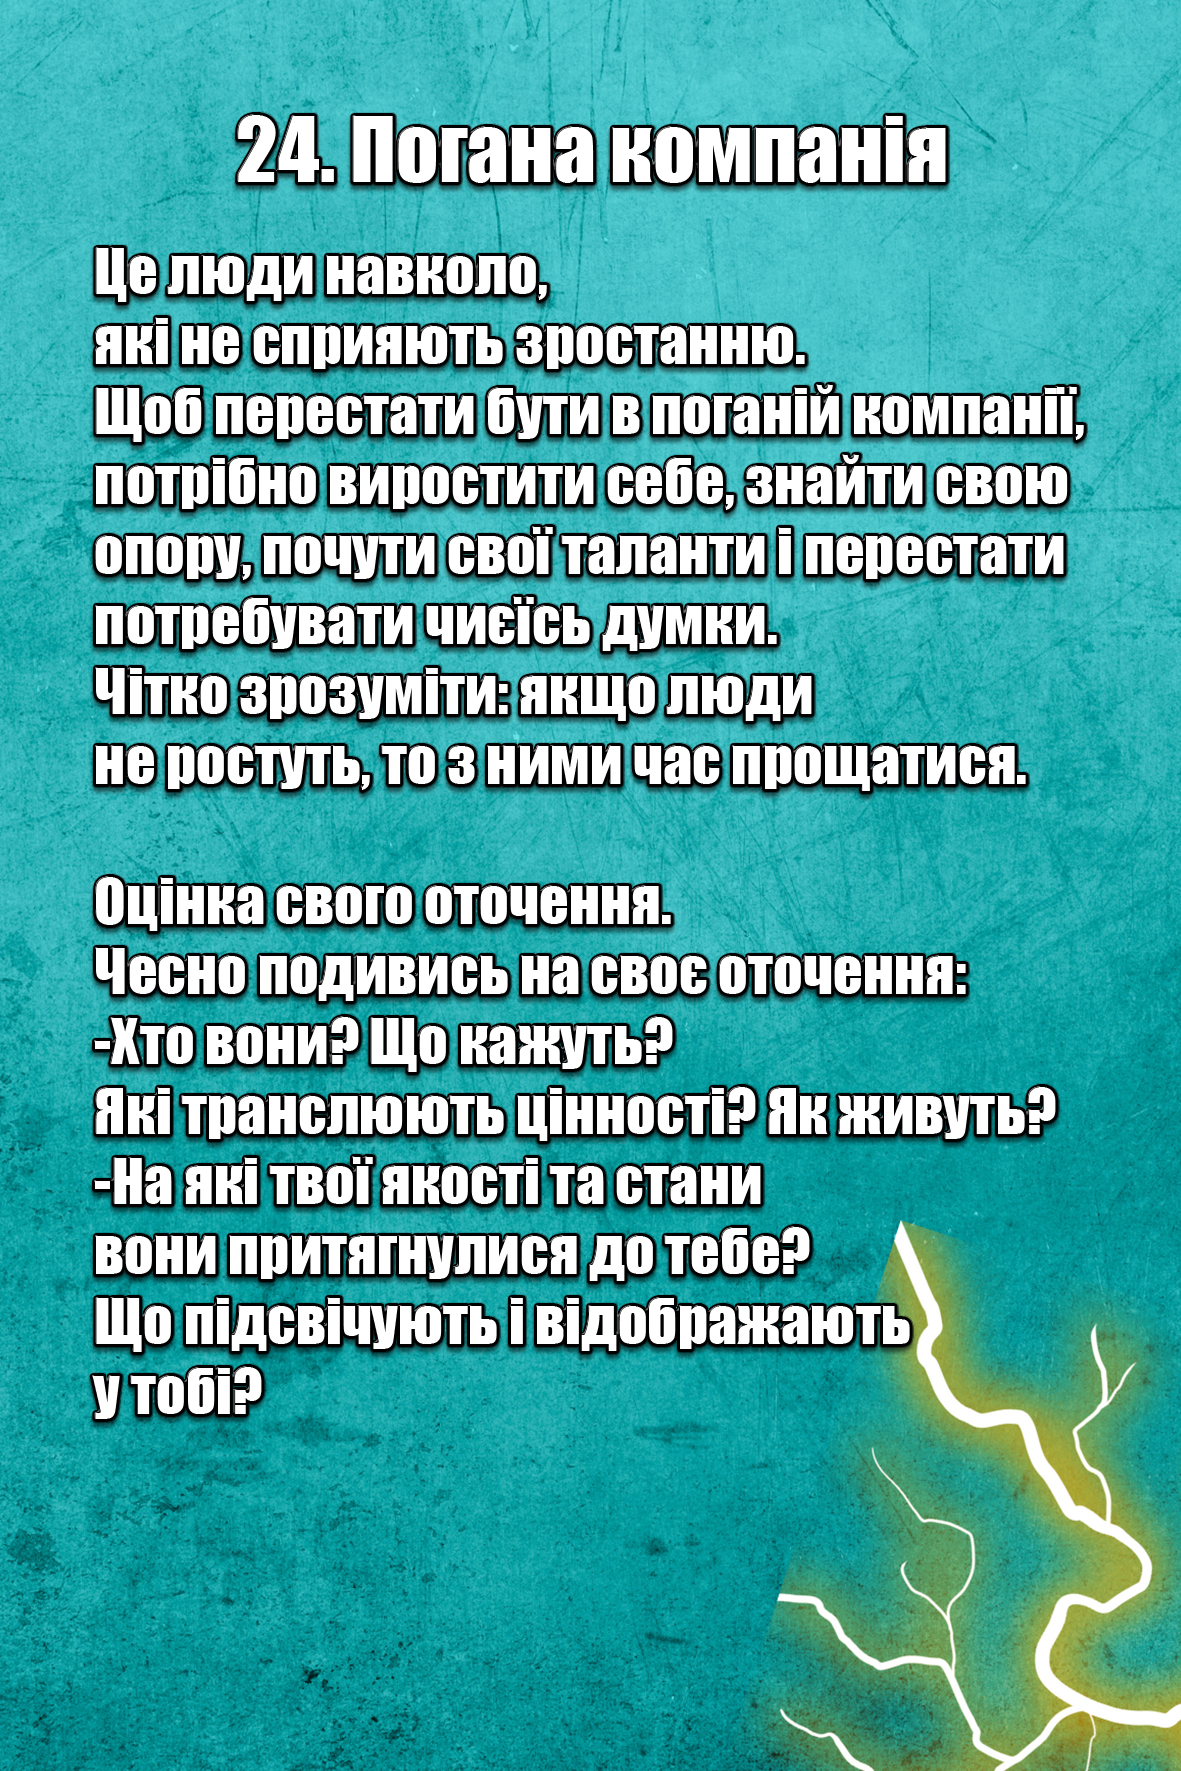 24. Погана компанія
Це люди навколо,
які не сприяють зростанню.
Щоб перестати бути в поганій компанії,
потрібно виростити себе, знайти свою
опору, почути свої таланти і перестати
потребувати чиєїсь думки.
Чітко зрозуміти: якщо люди
не ростуть, то з ними час прощатися.
Оцінка свого оточення.
Чесно подивись на своє оточення:
-Хто вони? Що кажуть?
Які транслюють цінності? Як живуть?
-На які твої якості та стани
вони притягнулися до тебе?
Що підсвічують і відображають
у тобі?